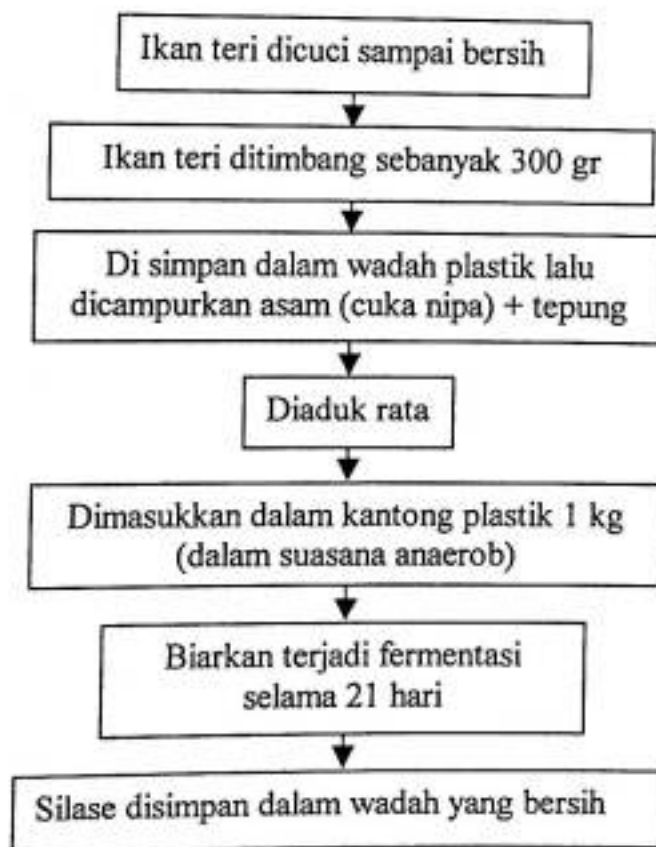 Ikan teri dicuci sampai bersih
Ikan teri ditimbang sebanyak 300 gr
Di simpan dalam wadah plastik lalu
dicampurkan asam (cuka nipa) + tepung
Diaduk rata
Dimasukkan dalam kantong plastik 1 kg
(dalam suasana anaerob)
Biarkan terjadi fermentasi
selama 21 hari
Silase disimpan dalam wadah yang bersih